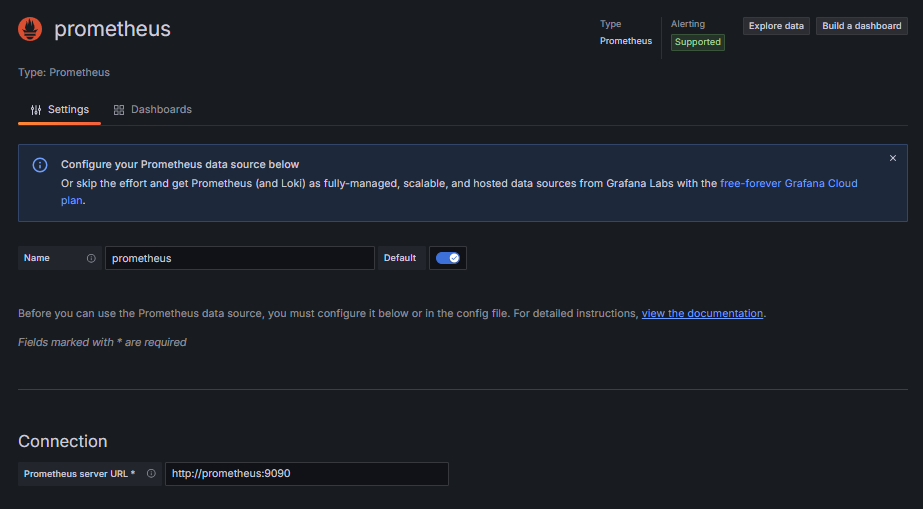 prometheus
Type
Prometheus
Alerting
Supported
Explore data
Build a dashboard
Type: Prometheus
Settings
Dashboards
Configure your Prometheus data source below
Or skip the effort and get Prometheus (and Loki) as fully-managed, scalable, and hosted data sources from Grafana Labs with the free-forever Grafana Cloud
plan.
Name
prometheus
Default
Before you can use the Prometheus data source, you must configure it below or in the config file. For detailed instructions, view the documentation.
Fields marked with * are required
Connection
Prometheus server URL *
http://prometheus:9090